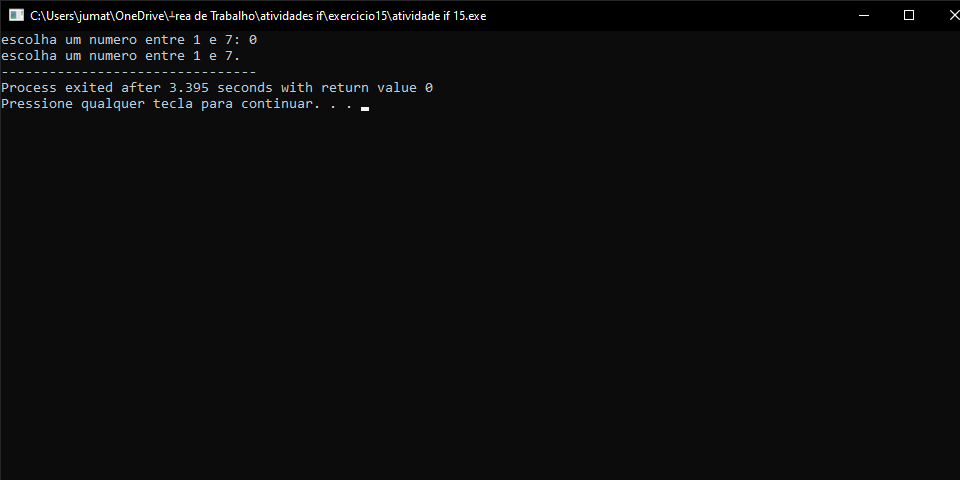 C:\Users\jumat\OneDrive\┴rea de Trabalho\atividades if\exercicio15\atividade if 15.exe
escolha um numero entre 1 e 7: 0
escolha um numero entre 1 e 7.
--------------------------------
Process exited after 3.395 seconds with return value 0
Pressione qualquer tecla para continuar. . .